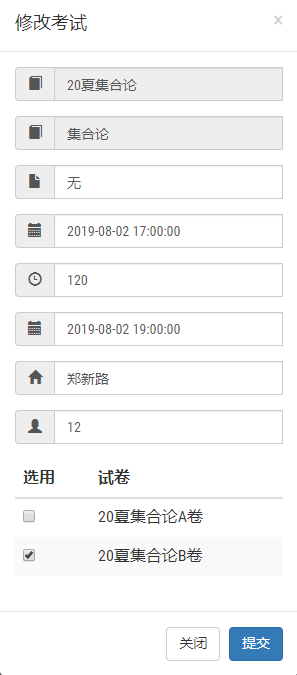 修改考试
×
20夏集合论
集合论
无
2019-08-02 17:00:00
120
2019-08-02 19:00:00
郑新路
12
选用 试卷
20夏集合论A卷
20夏集合论B卷
关闭 提交